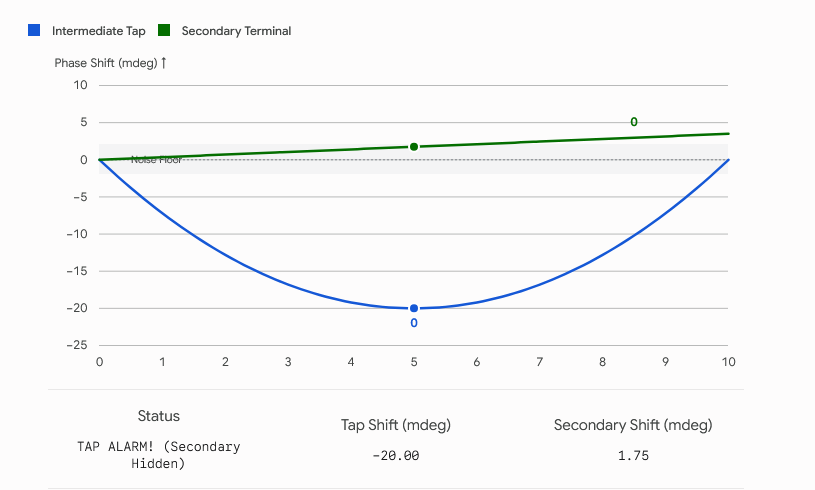 Intermediate Tap Secondary Terminal
Phase Shift (mdeg) ↑
10
5
0
0
Noise Floor
−5
−10
−15
−20
0
−25
0 1 2 3 4 5 6 7 8 9 10
Status
Tap Shift (mdeg)
Secondary Shift (mdeg)
TAP ALARM! (Secondary
Hidden)
−20.00
1.75